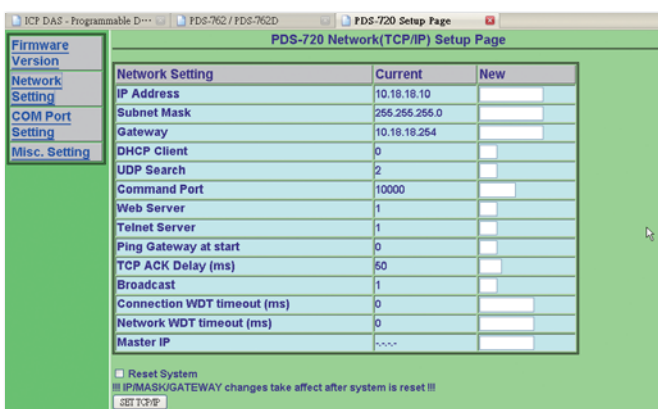 ICP DAS - Programmable D···
PDS-762 / PDS-762D
PDS-720 Setup Page
Firmware
Version
Network
Setting
COM Port
Setting
Misc. Setting
PDS-720 Network(TCP/IP) Setup Page
Network Setting Current New
IP Address 10.18.18.10
Subnet Mask 255.255.255.0
Gateway 10.18.18.254
DHCP Client 0
UDP Search 2
Command Port 10000
Web Server 1
Telnet Server 1
Ping Gateway at start 0
TCP ACK Delay (ms) 50
Broadcast 1
Connection WDT timeout (ms) 0
Network WDT timeout (ms) 0
Master IP -.-.-.-
Reset System
!!! IP/MASK/GATEWAY changes take affect after system is reset !!!
SET TCP/IP